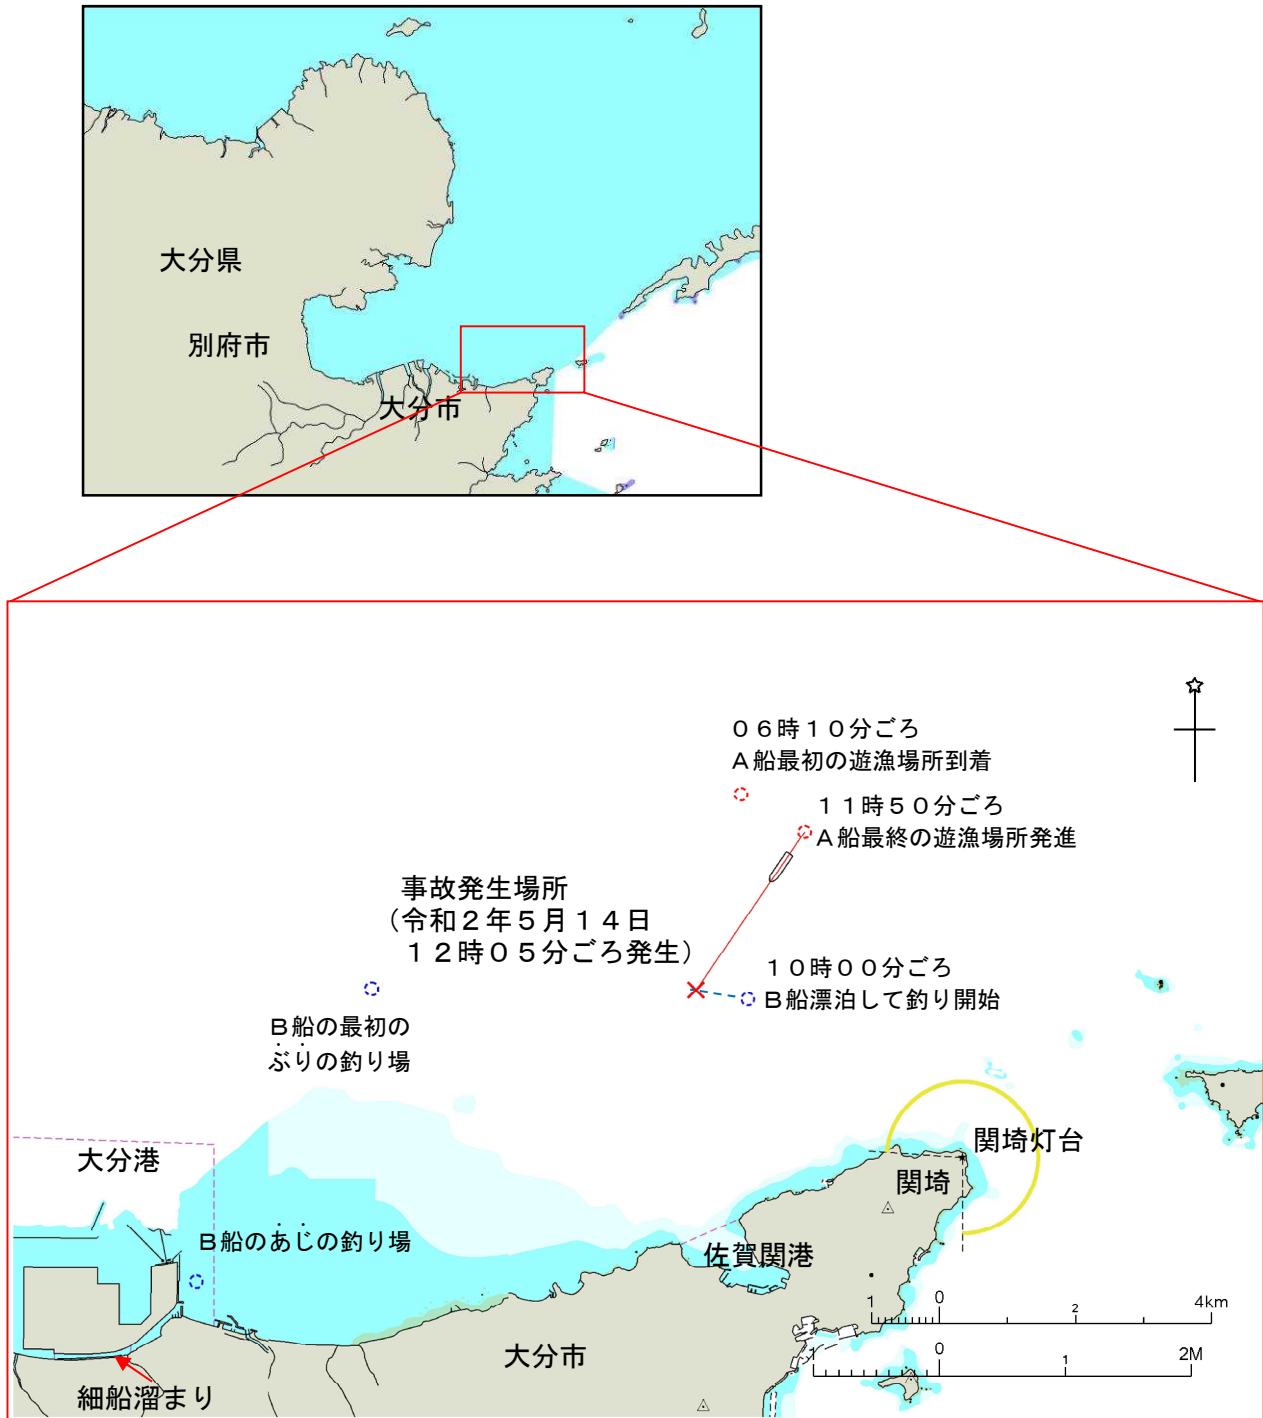 大分県
別府市
大分市
０６時１０分ごろ
Ａ船最初の遊漁場所到着
１１時５０分ごろ
Ａ船最終の遊漁場所発進
事故発生場所
（令和２年５月１４日
１２時０５分ごろ発生）
１０時００分ごろ
Ｂ船漂泊して釣り開始
Ｂ船の最初の
ぶりの釣り場
関埼灯台
大分港
関埼
Ｂ船のあじの釣り場
佐賀関港
1 0 2 4km
大分市
1 0 1 2M
細船溜まり